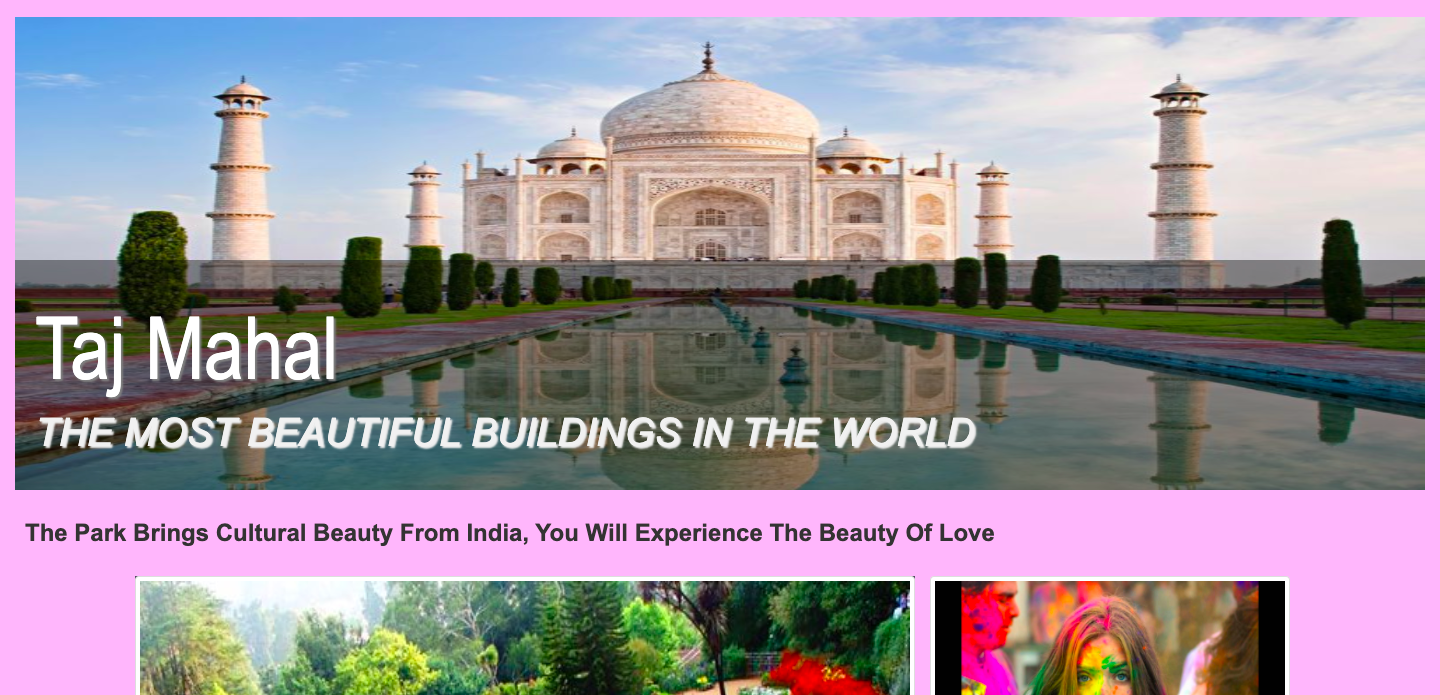 Taj Mahal
THE MOST BEAUTIFUL BUILDINGS IN THE WORLD
The Park Brings Cultural Beauty From India, You Will Experience The Beauty Of Love